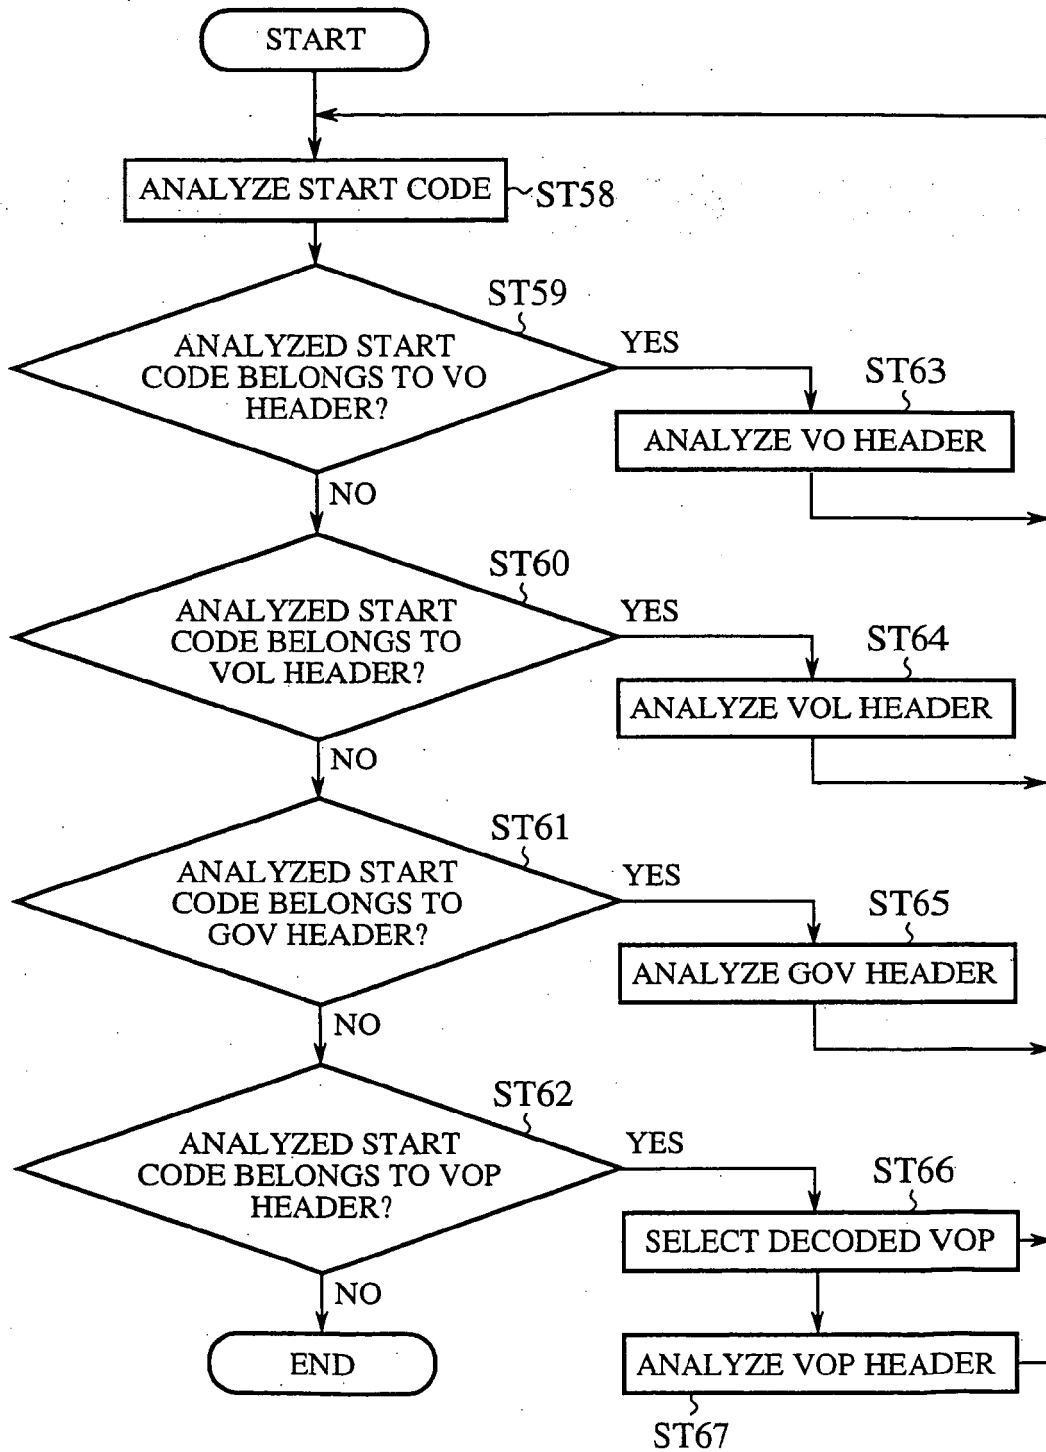 START
ANALYZE START CODE
ST58
ST59
ANALYZED START
CODE BELONGS TO VO
HEADER?
YES
ST63
ANALYZE VO HEADER
NO
ST60
ANALYZED START
CODE BELONGS TO
VOL HEADER?
YES
ST64
ANALYZE VOL HEADER
NO
ST61
ANALYZED START
CODE BELONGS TO
GOV HEADER?
YES
ST65
ANALYZE GOV HEADER
NO
ST62
ANALYZED START
CODE BELONGS TO VOP
HEADER?
YES
ST66
SELECT DECODED VOP
NO
END
ANALYZE VOP HEADER
ST67